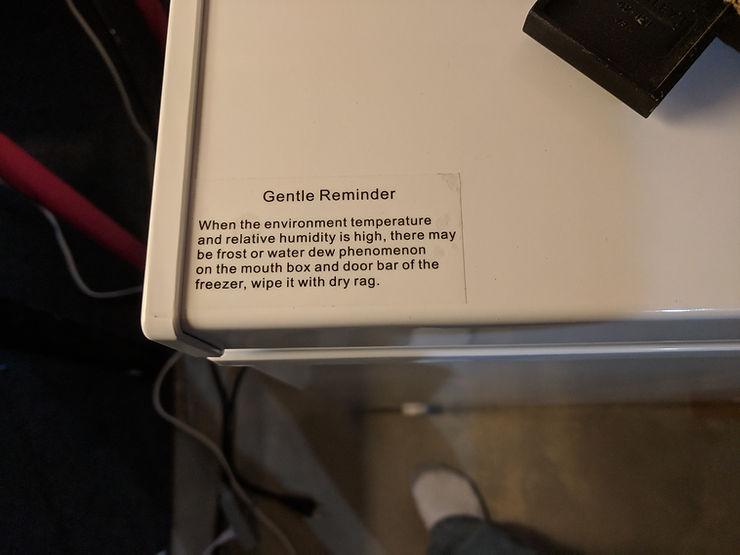 Gentle Reminder
When the environment temperature
and relative humidity is high, there may
be frost or water dew phenomenon
on the mouth box and door bar of the
freezer, wipe it with dry rag.